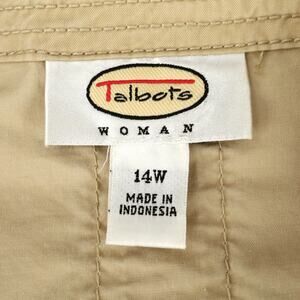 Talbots
WOMAN
14W
MADE IN
INDONESIA